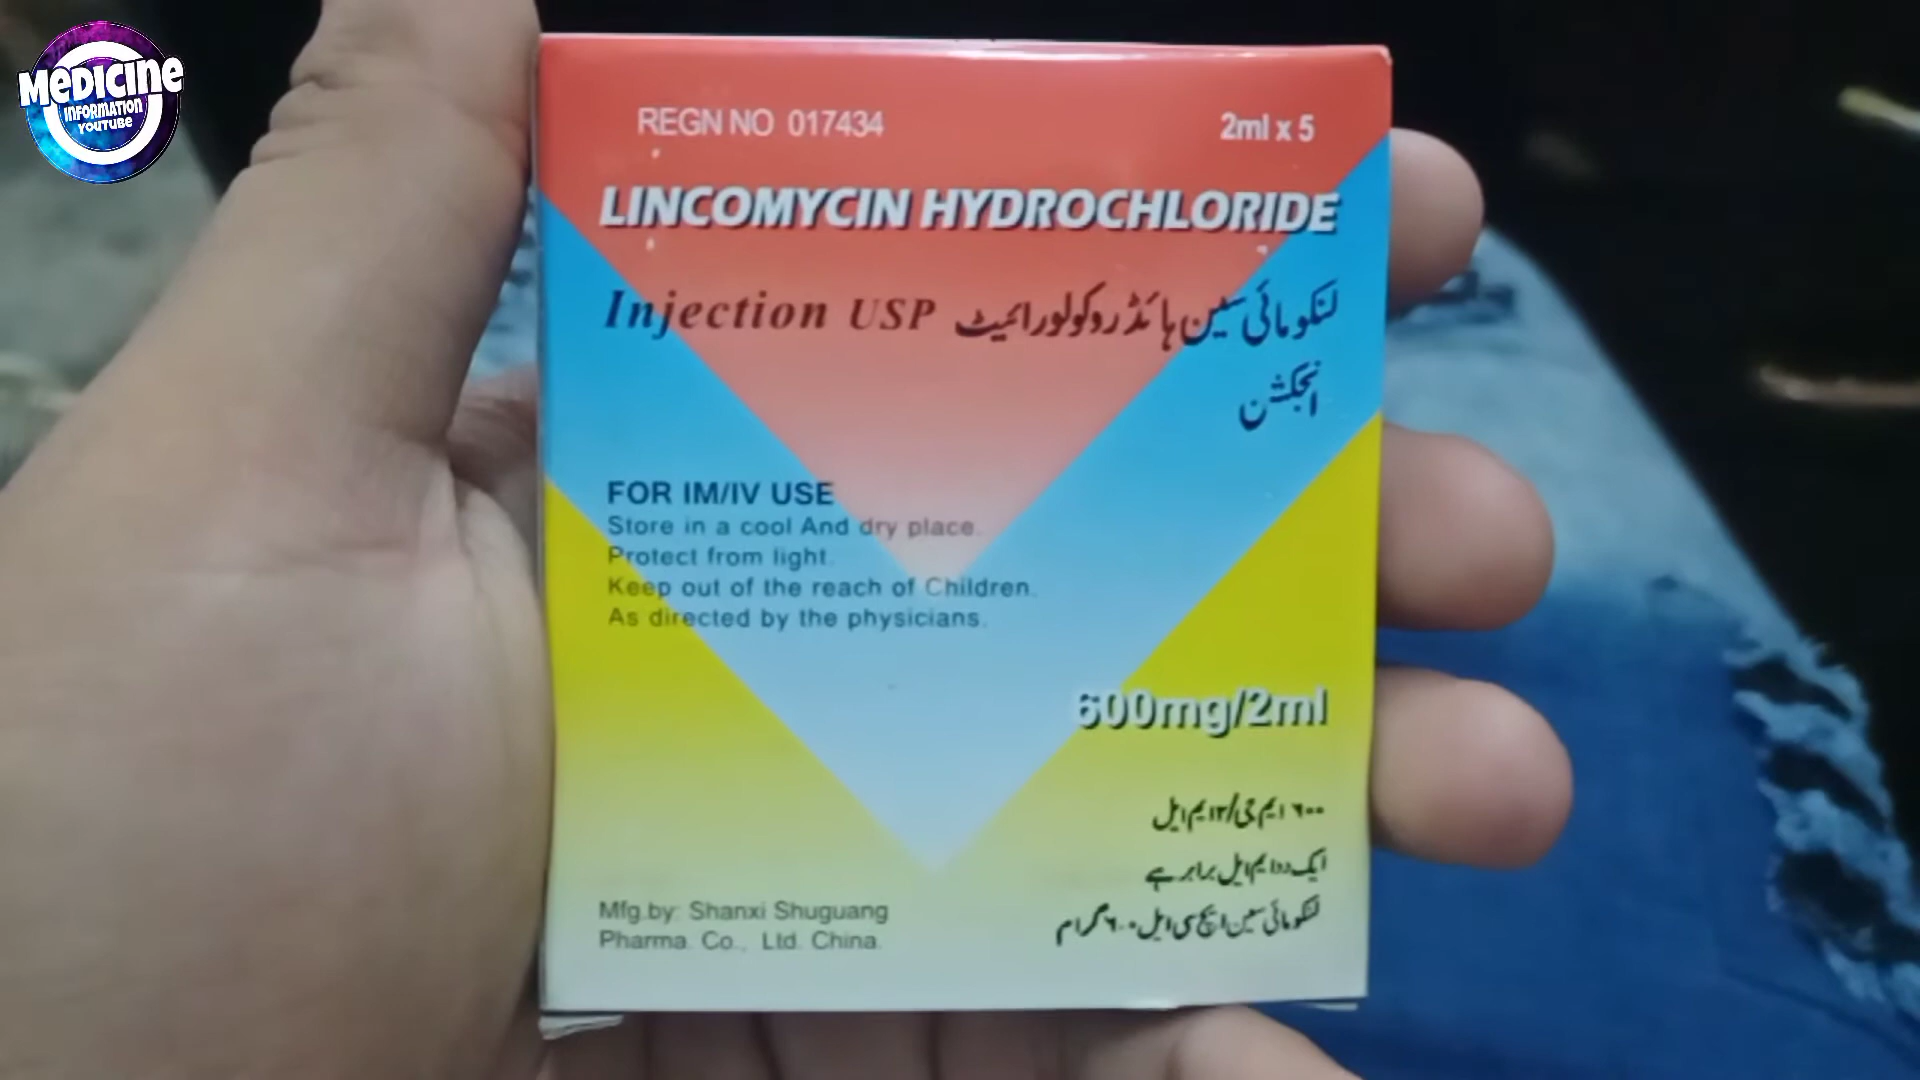 MEDICINE
INFORMATION
YOUTUBE
REGN NO 017434
2ml x 5
LINCOMYCIN HYDROCHLORIDE
Injection USP لنکومائی سین ہائڈروکولورائیٹ
انجکشن
FOR IM/IV USE
Store in a cool And dry place.
Protect from light.
Keep out of the reach of Children.
As directed by the physicians.
600mg/2ml
۶۰۰ ایم جی/۲ ایم ایل
ایک ۲ ایم ایل برابر ہے
لنکومائی سین ایچ سی ایل ۶۰۰ گرام
Mfg.by: Shanxi Shuguang
Pharma. Co., Ltd. China.